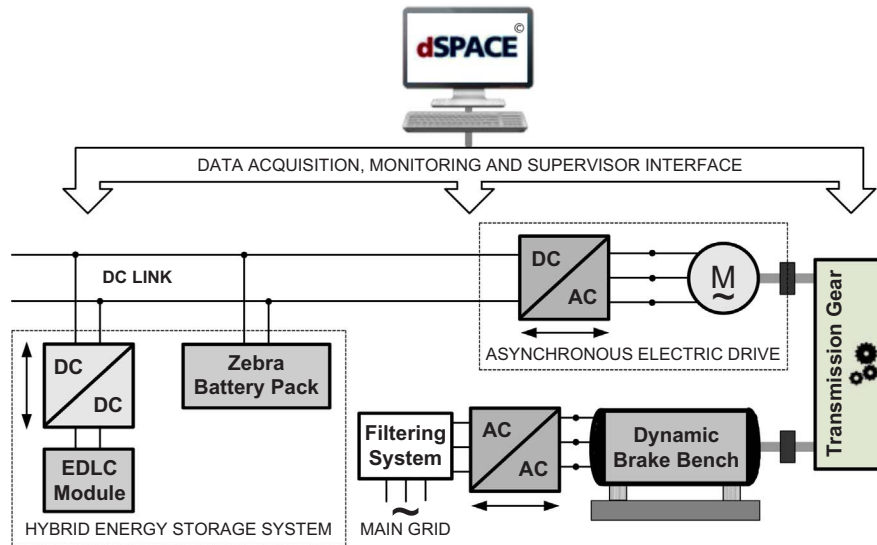 dSPACE©
DATA ACQUISITION, MONITORING AND SUPERVISOR INTERFACE
DC LINK
DC
AC
M
~
ASYNCHRONOUS ELECTRIC DRIVE
Transmission Gear
DC
DC
Zebra
Battery Pack
EDLC
Module
HYBRID ENERGY STORAGE SYSTEM
Filtering
System
~
MAIN GRID
AC
AC
Dynamic
Brake Bench